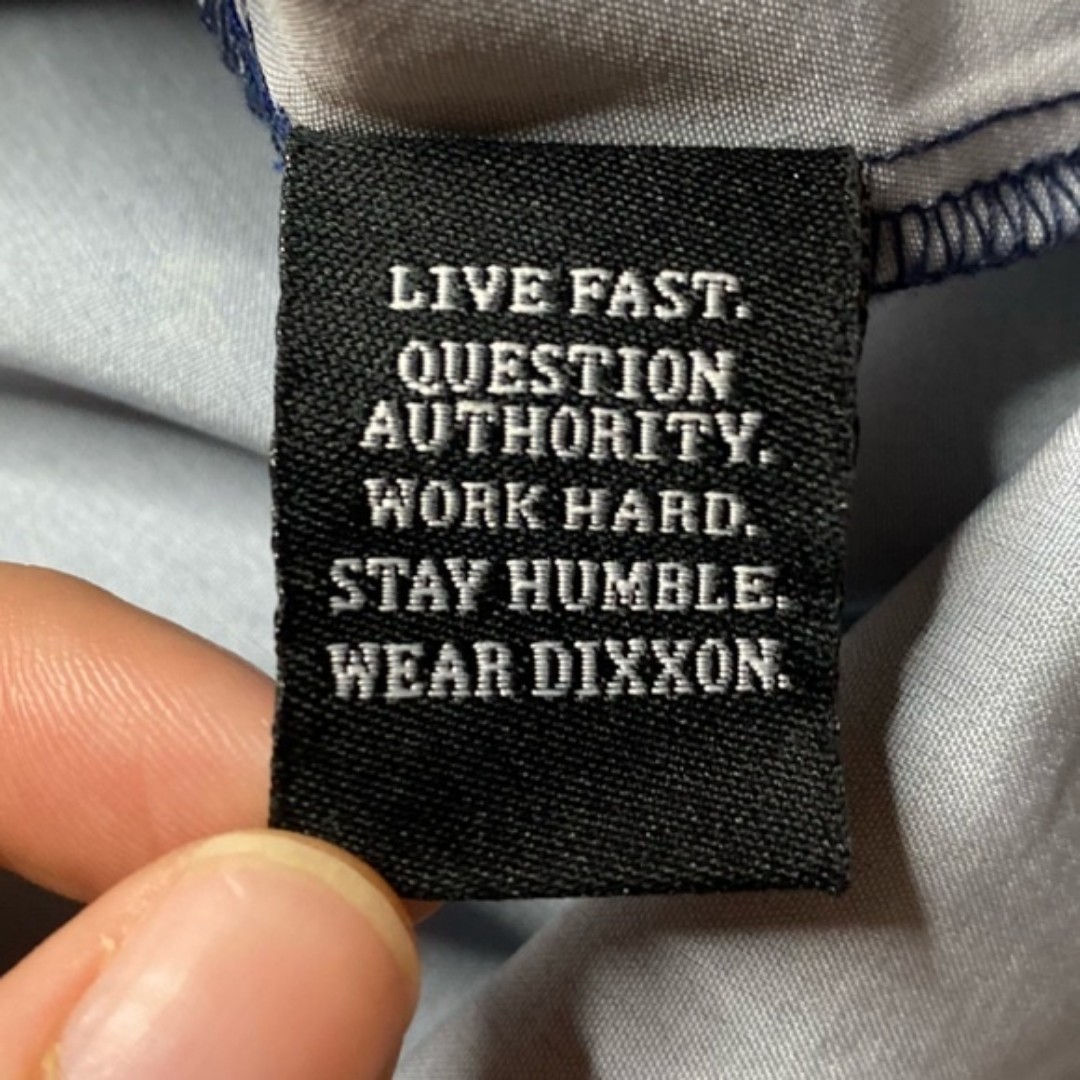 LIVE FAST.
QUESTION
AUTHORITY.
WORK HARD.
STAY HUMBLE.
WEAR DIXXON.